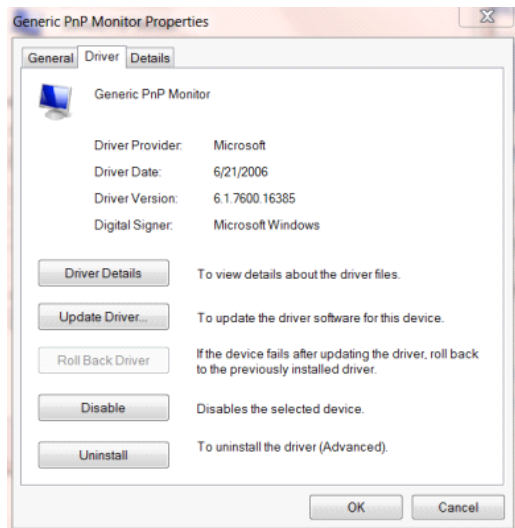 Generic PnP Monitor Properties
General Driver Details
Generic PnP Monitor
Driver Provider: Microsoft
Driver Date: 6/21/2006
Driver Version: 6.1.7600.16385
Digital Signer: Microsoft Windows
Driver Details To view details about the driver files.
Update Driver... To update the driver software for this device.
Roll Back Driver If the device fails after updating the driver, roll back
to the previously installed driver.
Disable Disables the selected device.
Uninstall To uninstall the driver (Advanced).
OK Cancel